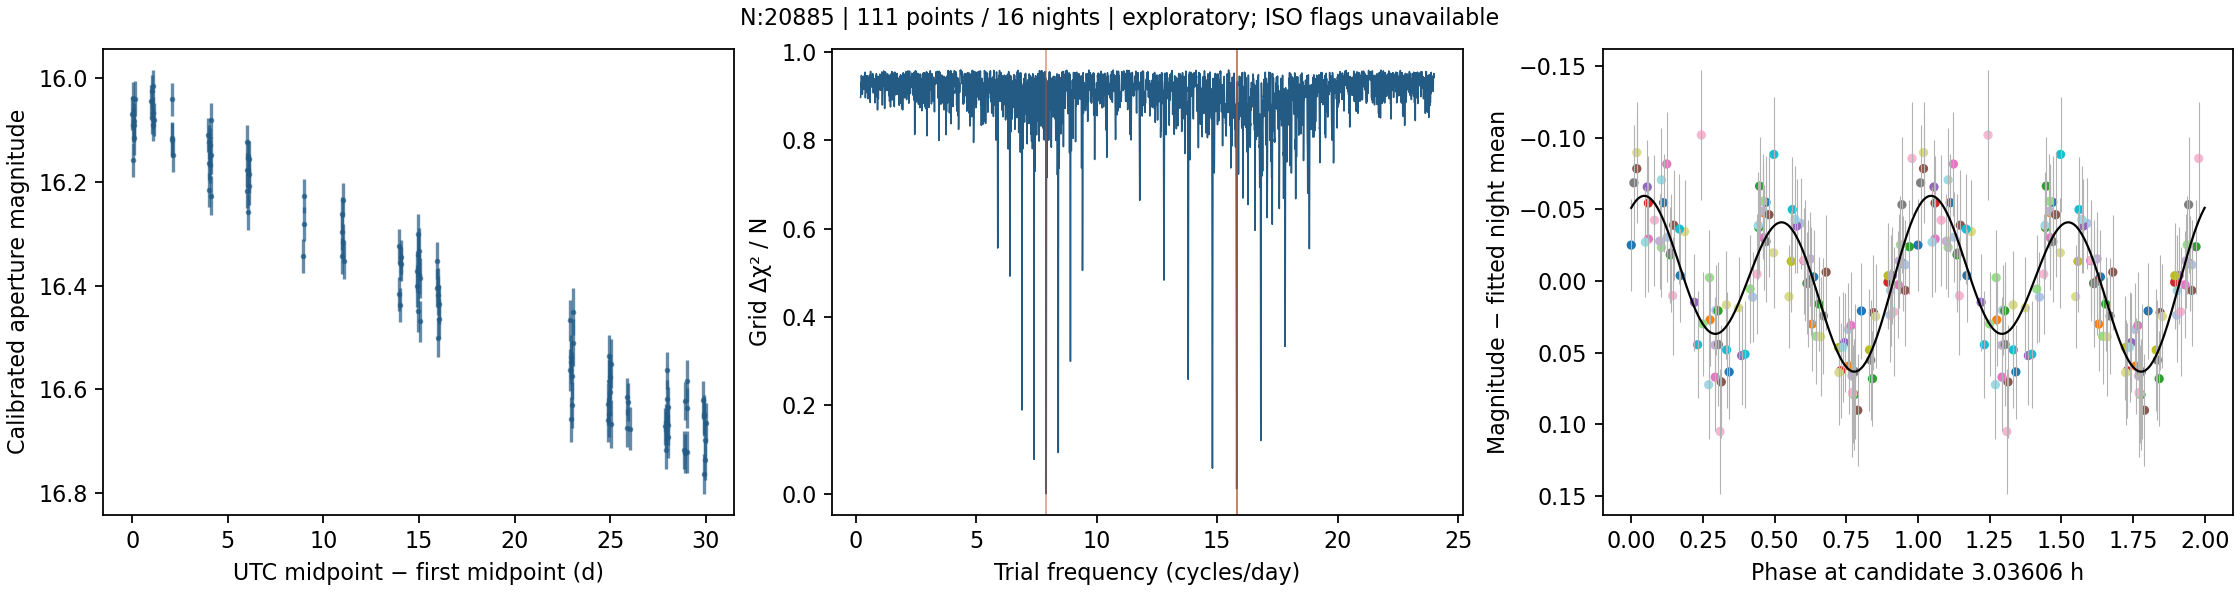 N:20885 | 111 points / 16 nights | exploratory; ISO flags unavailable
Calibrated aperture magnitude
16.0
16.2
16.4
16.6
16.8
0 5 10 15 20 25 30
UTC midpoint − first midpoint (d)
Grid Δχ² / N
1.0
0.8
0.6
0.4
0.2
0.0
0 5 10 15 20 25
Trial frequency (cycles/day)
Magnitude − fitted night mean
−0.15
−0.10
−0.05
0.00
0.05
0.10
0.15
0.00 0.25 0.50 0.75 1.00 1.25 1.50 1.75 2.00
Phase at candidate 3.03606 h